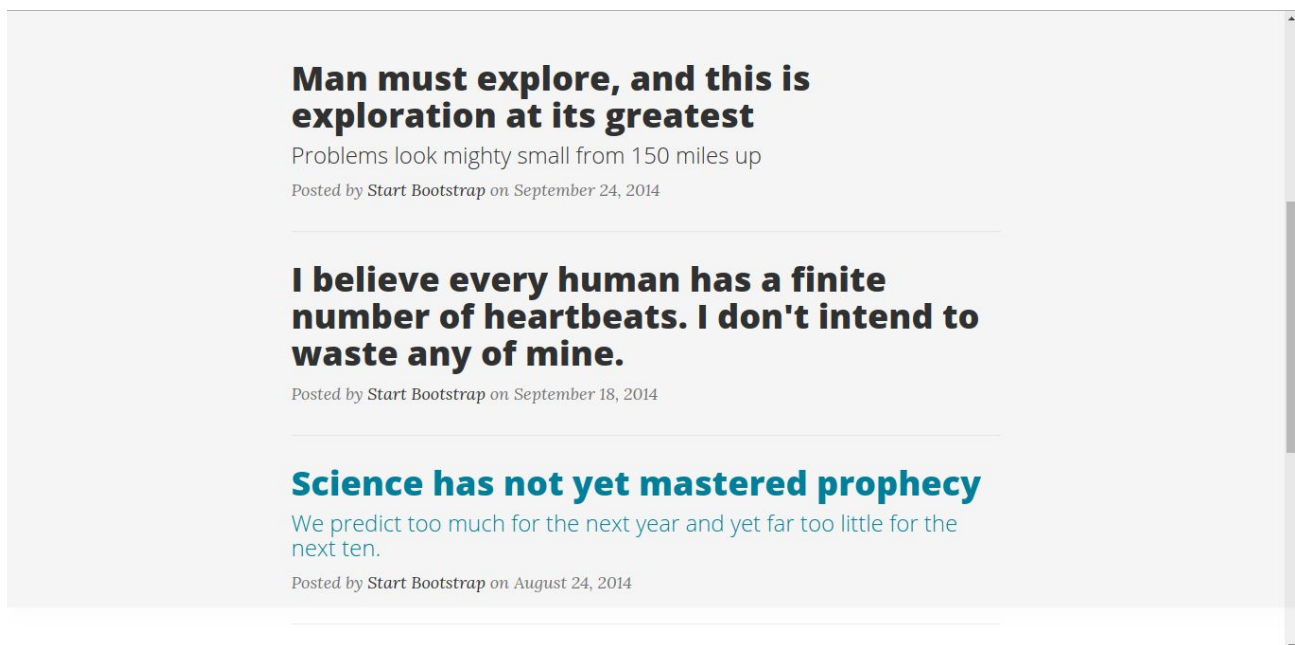 Man must explore, and this is
exploration at its greatest
Problems look mighty small from 150 miles up
Posted by Start Bootstrap on September 24, 2014
I believe every human has a finite
number of heartbeats. I don't intend to
waste any of mine.
Posted by Start Bootstrap on September 18, 2014
Science has not yet mastered prophecy
We predict too much for the next year and yet far too little for the
next ten.
Posted by Start Bootstrap on August 24, 2014